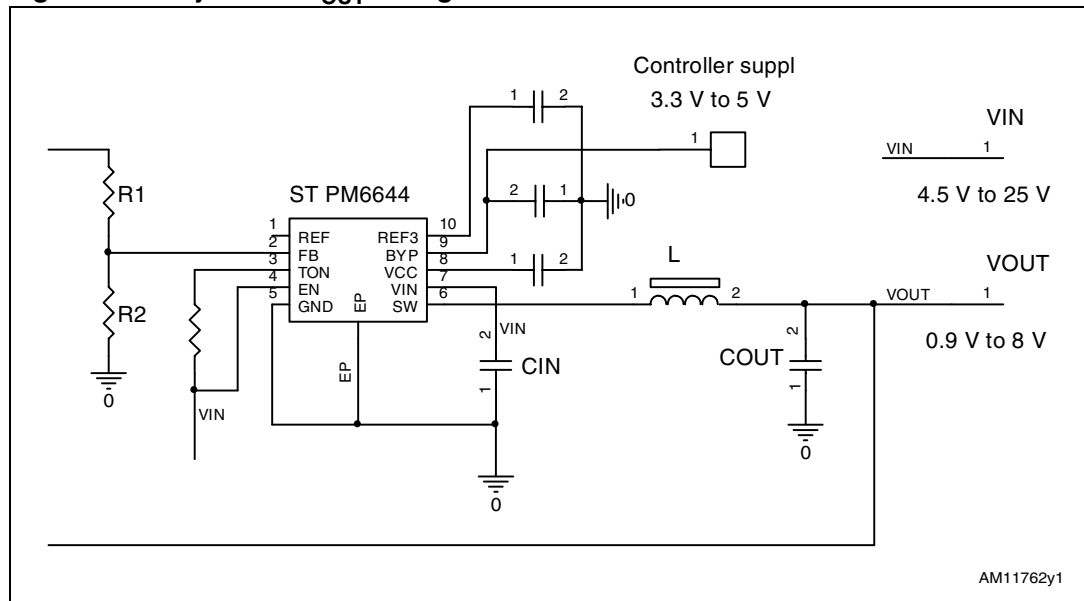 Controller suppl
3.3 V to 5 V
1 2
1
VIN
VIN 1
4.5 V to 25 V
R1
ST PM6644
2 1
0
1 REF
2 FB
3 TON
4 EN
5 GND
EP
REF3 10
BYP 9
VCC 8
VIN 7
SW 6
1 2
L
1 2
VOUT
VOUT 1
0.9 V to 8 V
R2
0
VIN
EP
VIN
2
CIN
1
0
2
COUT
1
0
AM11762y1